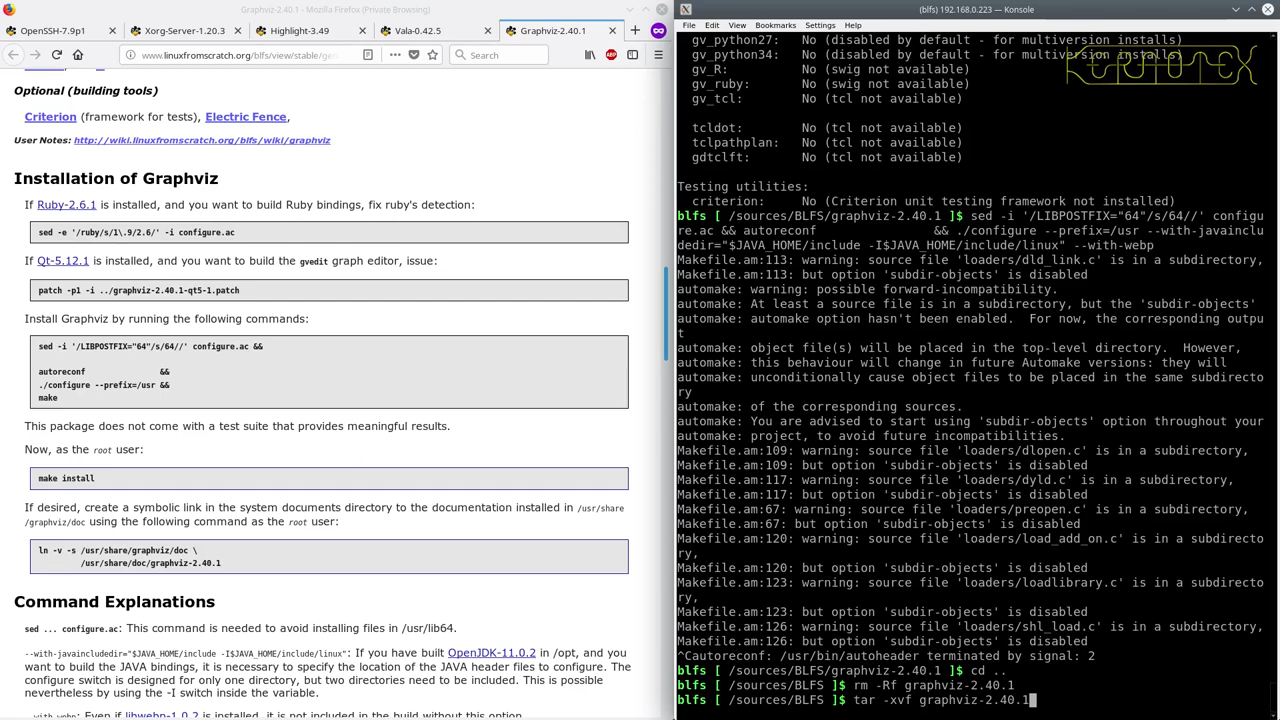 Graphviz-2.40.1 - Mozilla Firefox (Private Browsing)
OpenSSH-7.9p1
Xorg-Server-1.20.3
Highlight-3.49
Vala-0.42.5
Graphviz-2.40.1
www.linuxfromscratch.org/blfs/view/stable/ge
Search
Optional (building tools)
Criterion (framework for tests), Electric Fence,
User Notes: http://wiki.linuxfromscratch.org/blfs/wiki/graphviz
Installation of Graphviz
If Ruby-2.6.1 is installed, and you want to build Ruby bindings, fix ruby's detection:
sed -e '/ruby/s/1\.9/2.6/' -i configure.ac
If Qt-5.12.1 is installed, and you want to build the gvedit graph editor, issue:
patch -p1 -i ../graphviz-2.40.1-qt5-1.patch
Install Graphviz by running the following commands:
sed -i '/LIBPOSTFIX="64"/s/64//' configure.ac &&
autoreconf &&
./configure --prefix=/usr &&
make
This package does not come with a test suite that provides meaningful results.
Now, as the root user:
make install
If desired, create a symbolic link in the system documents directory to the documentation installed in /usr/share
/graphviz/doc using the following command as the root user:
ln -v -s /usr/share/graphviz/doc \
/usr/share/doc/graphviz-2.40.1
Command Explanations
sed ... configure.ac: This command is needed to avoid installing files in /usr/lib64.
--with-javaincludedir="$JAVA_HOME/include -I$JAVA_HOME/include/linux": If you have built OpenJDK-11.0.2 in /opt, and you
want to build the JAVA bindings, it is necessary to specify the location of the JAVA header files to configure. The
configure switch is designed for only one directory, but two directories need to be included. This is possible
nevertheless by using the -I switch inside the variable.
--with-webp: Even if libwebp-1.0.2 is installed, it is not included in the build without this option.
(blfs) 192.168.0.223 — Konsole
File Edit View Bookmarks Settings Help
gv_python27: No (disabled by default - for multiversion installs)
gv_python34: No (disabled by default - for multiversion installs)
gv_R: No (swig not available)
gv_ruby: No (swig not available)
gv_tcl: No (tcl not available)
tcldot: No (tcl not available)
tclpathplan: No (tcl not available)
gdtclft: No (tcl not available)
Testing utilities:
criterion: No (Criterion unit testing framework not installed)
blfs [ /sources/BLFS/graphviz-2.40.1 ]$ sed -i '/LIBPOSTFIX="64"/s/64//' configu
re.ac && autoreconf && ./configure --prefix=/usr --with-javainclu
dedir="$JAVA_HOME/include -I$JAVA_HOME/include/linux" --with-webp
Makefile.am:113: warning: source file 'loaders/dld_link.c' is in a subdirectory,
Makefile.am:113: but option 'subdir-objects' is disabled
automake: warning: possible forward-incompatibility.
automake: At least a source file is in a subdirectory, but the 'subdir-objects'
automake: automake option hasn't been enabled.  For now, the corresponding outpu
t
automake: object file(s) will be placed in the top-level directory.  However,
automake: this behaviour will change in future Automake versions: they will
automake: unconditionally cause object files to be placed in the same subdirecto
ry
automake: of the corresponding sources.
automake: You are advised to start using 'subdir-objects' option throughout your
automake: project, to avoid future incompatibilities.
Makefile.am:109: warning: source file 'loaders/dlopen.c' is in a subdirectory,
Makefile.am:109: but option 'subdir-objects' is disabled
Makefile.am:117: warning: source file 'loaders/dyld.c' is in a subdirectory,
Makefile.am:117: but option 'subdir-objects' is disabled
Makefile.am:67: warning: source file 'loaders/preopen.c' is in a subdirectory,
Makefile.am:67: but option 'subdir-objects' is disabled
Makefile.am:120: warning: source file 'loaders/load_add_on.c' is in a subdirecto
ry,
Makefile.am:120: but option 'subdir-objects' is disabled
Makefile.am:123: warning: source file 'loaders/loadlibrary.c' is in a subdirecto
ry,
Makefile.am:123: but option 'subdir-objects' is disabled
Makefile.am:126: warning: source file 'loaders/shl_load.c' is in a subdirectory,
Makefile.am:126: but option 'subdir-objects' is disabled
^Cautoreconf: /usr/bin/autoheader terminated by signal: 2
blfs [ /sources/BLFS/graphviz-2.40.1 ]$ cd ..
blfs [ /sources/BLFS ]$ rm -Rf graphviz-2.40.1
blfs [ /sources/BLFS ]$ tar -xvf graphviz-2.40.1